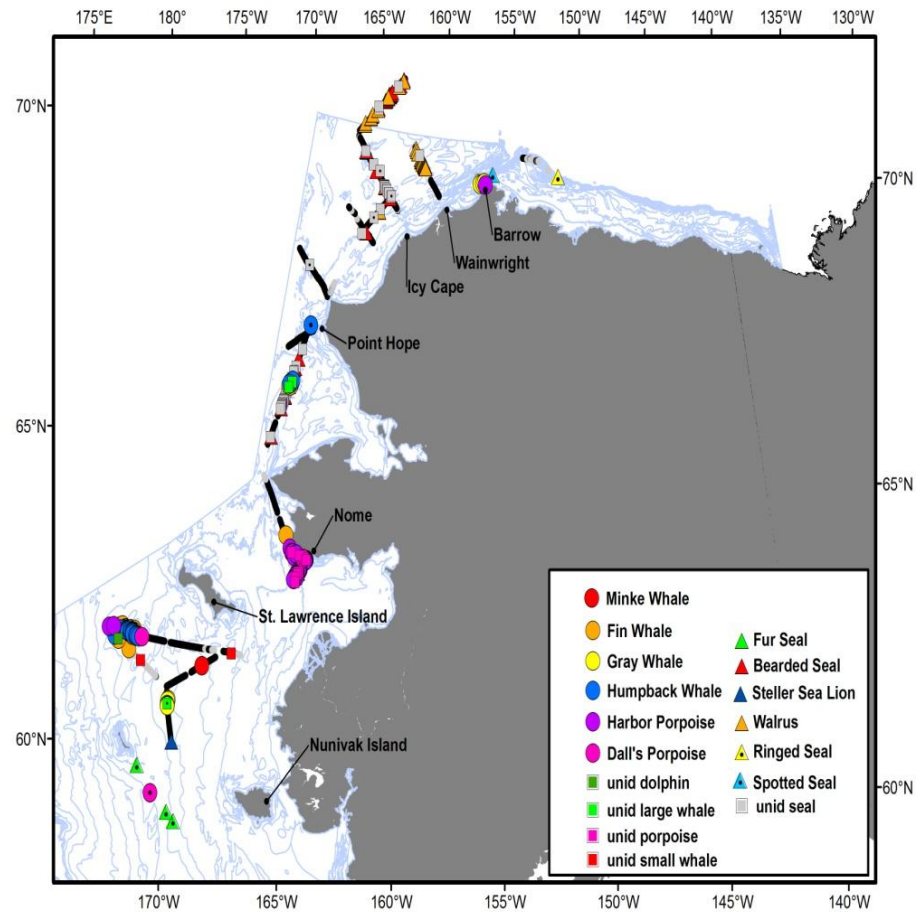 175°E 180° 175°W 170°W 165°W 160°W 155°W 150°W 145°W 140°W 135°W 130°W
70°N
70°N
Barrow
Wainwright
Icy Cape
Point Hope
65°N
65°N
Nome
St. Lawrence Island
60°N
Nunivak Island
60°N
Minke Whale
Fin Whale
Gray Whale
Humpback Whale
Harbor Porpoise
Dall's Porpoise
unid dolphin
unid large whale
unid porpoise
unid small whale
Fur Seal
Bearded Seal
Steller Sea Lion
Walrus
Ringed Seal
Spotted Seal
unid seal
170°W 165°W 160°W 155°W 150°W 145°W 140°W